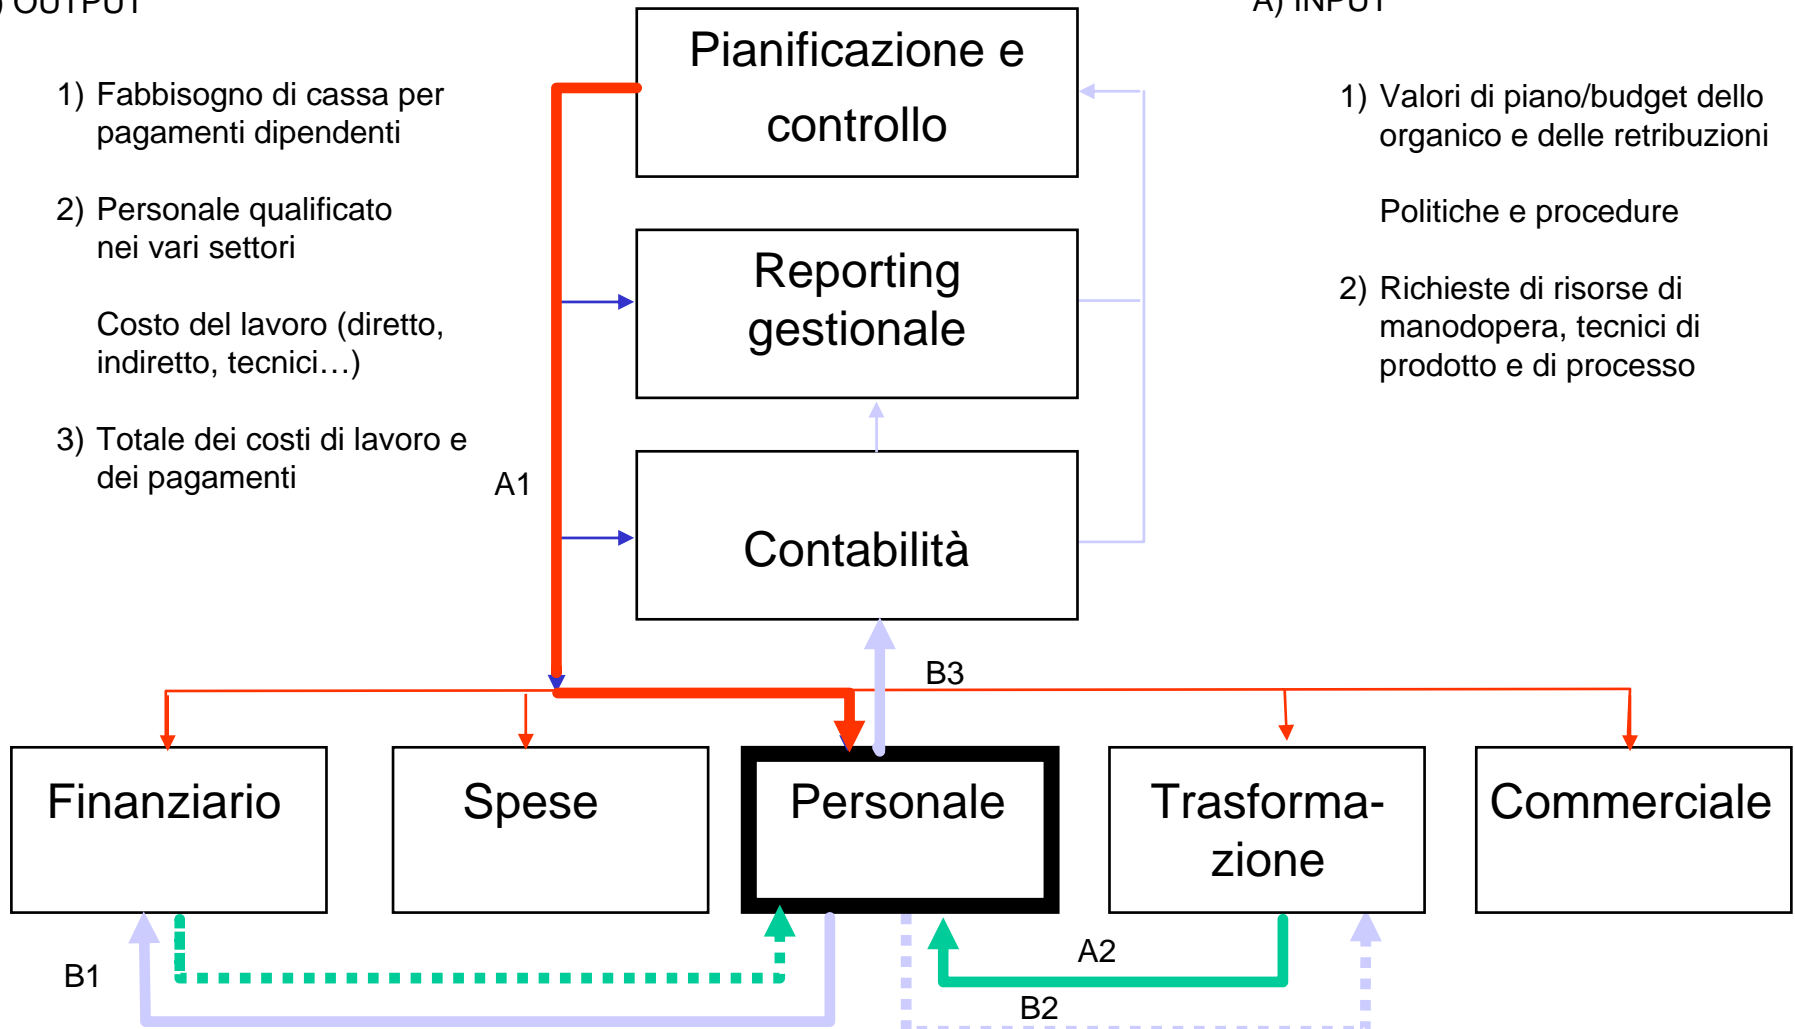 ) OUTPUT
1) Fabbisogno di cassa per
pagamenti dipendenti
2) Personale qualificato
nei vari settori
Costo del lavoro (diretto,
indiretto, tecnici…)
3) Totale dei costi di lavoro e
dei pagamenti
A) INPUT
1) Valori di piano/budget dello
organico e delle retribuzioni
Politiche e procedure
2) Richieste di risorse di
manodopera, tecnici di
prodotto e di processo
Pianificazione e
controllo
Reporting
gestionale
A1
Contabilità
B3
Finanziario
Spese
Personale
Trasforma-
zione
Commerciale
B1
A2
B2